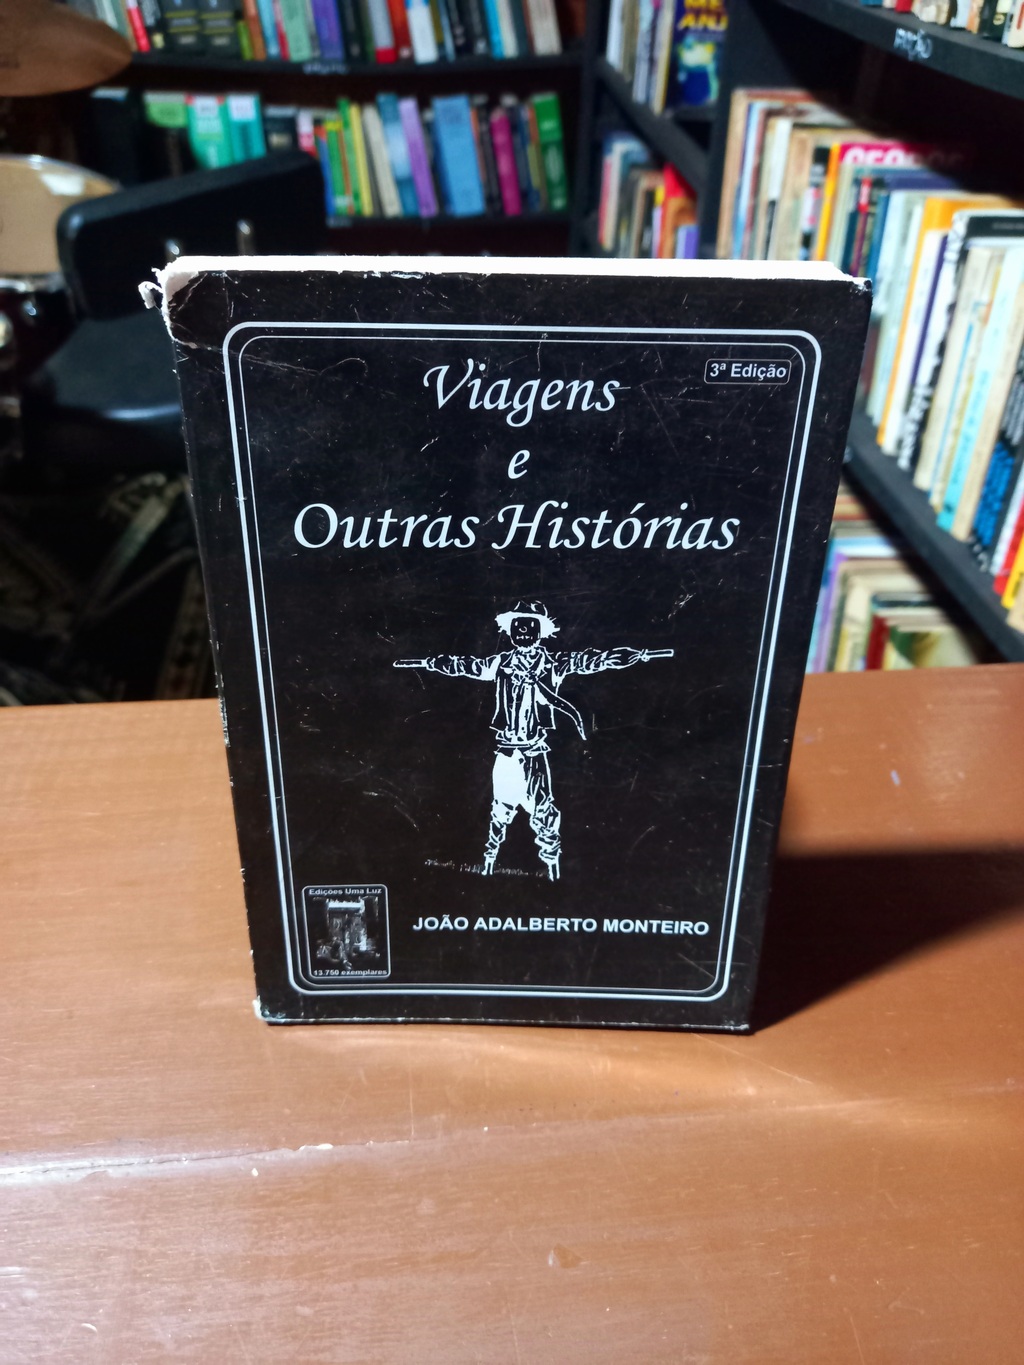 Viagens
3ª Edição
e
Outras Histórias
Edições Uma Luz
JOÃO ADALBERTO MONTEIRO
13.750 exemplares